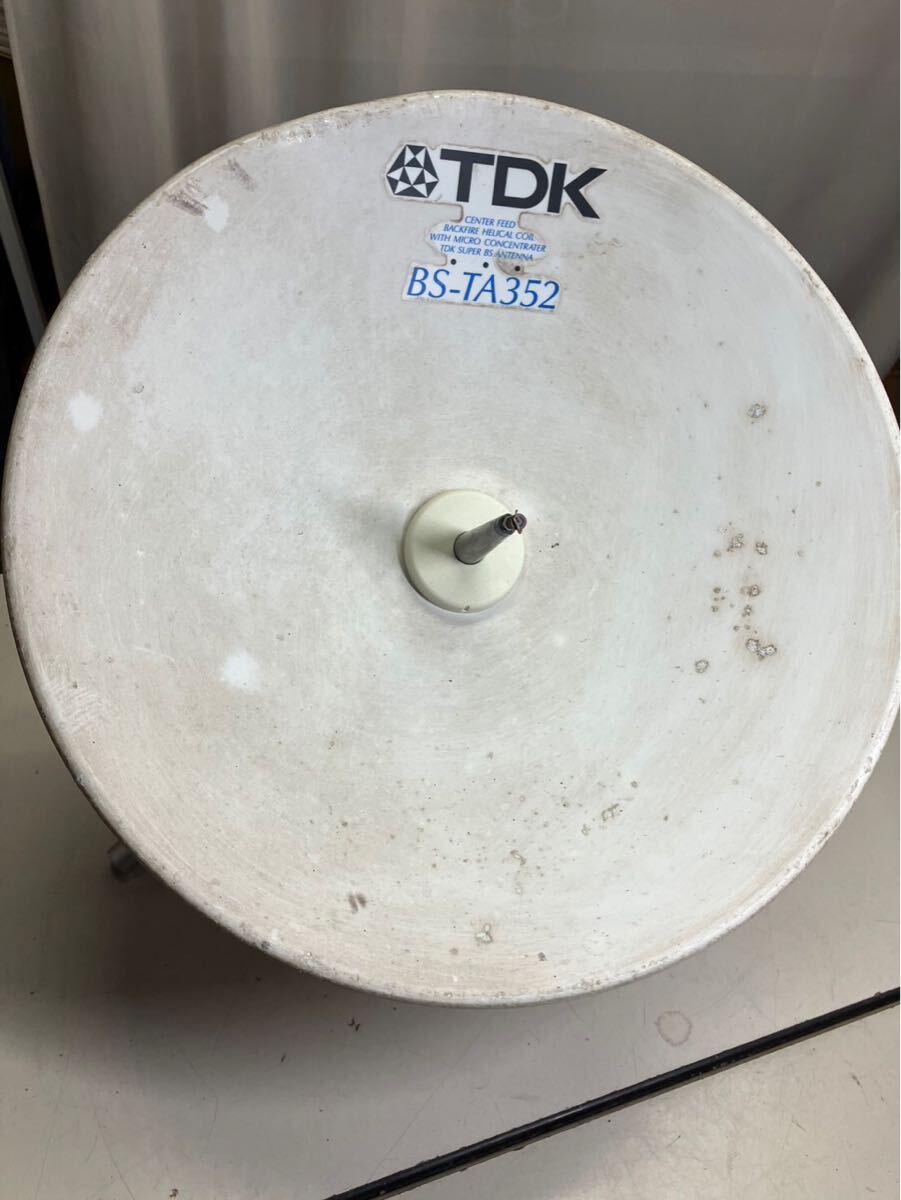 TDK
CENTER FEED
BACKFIRE HELICAL COIL
WITH MICRO CONCENTRATER
TDK SUPER BS ANTENNA
BS-TA352